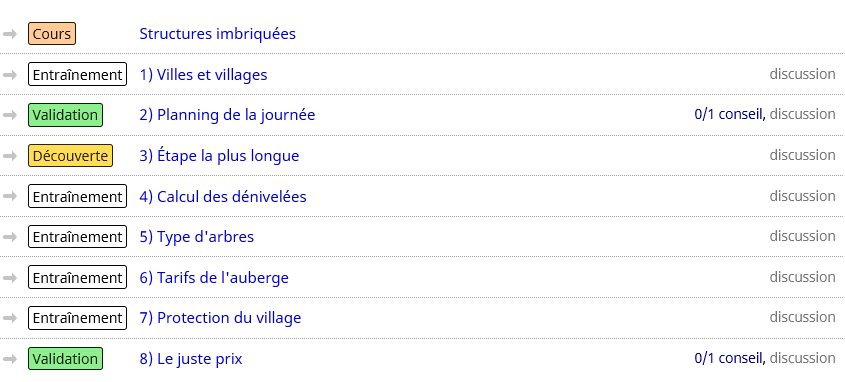 Cours Structures imbriquées
Entraînement 1) Villes et villages discussion
Validation 2) Planning de la journée 0/1 conseil, discussion
Découverte 3) Étape la plus longue discussion
Entraînement 4) Calcul des dénivelées discussion
Entraînement 5) Type d'arbres discussion
Entraînement 6) Tarifs de l'auberge discussion
Entraînement 7) Protection du village discussion
Validation 8) Le juste prix 0/1 conseil, discussion